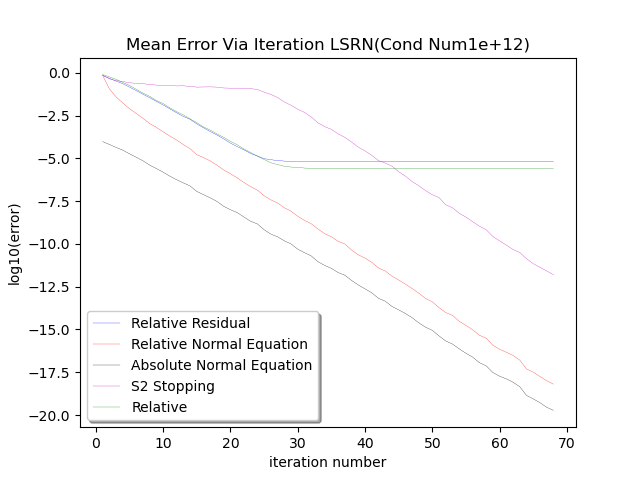 Mean Error Via Iteration LSRN(Cond Num1e+12)
log10(error)
0.0
−2.5
−5.0
−7.5
−10.0
−12.5
−15.0
−17.5
−20.0
Relative Residual
Relative Normal Equation
Absolute Normal Equation
S2 Stopping
Relative
0 10 20 30 40 50 60 70
iteration number